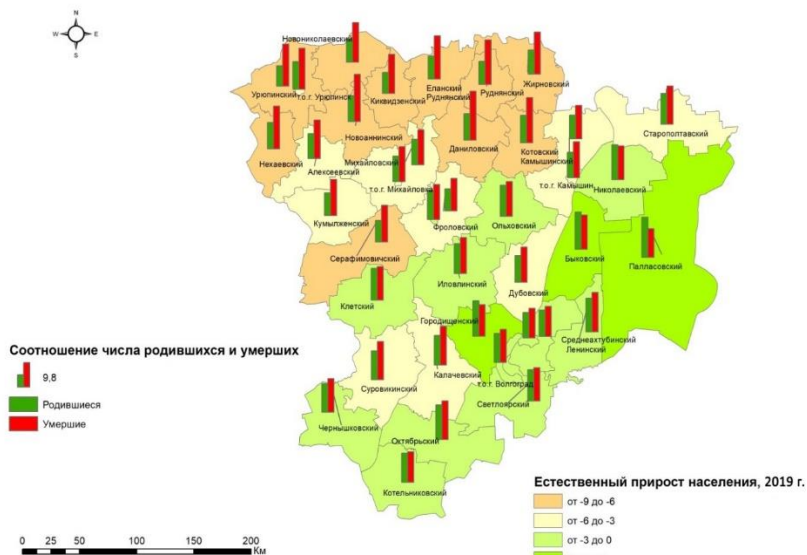 N
W
E
S
Новониколаевский
Урюпинский
т.о.г. Урюпинск
Киквидзенский
Еланский
Руднянский
Руднянский
Жирновский
Нехаевский
Новоаннинский
Алексеевский
Михайловский
т.о.г. Михайловка
Даниловский
Котовский
Камышинский
Старополтавский
т.о.г. Камышин
Николаевский
Кумылженский
Фроловский
Ольховский
Серафимовичский
Быковский
Палласовский
Клетский
Иловлинский
Дубовский
Городищенский
Среднеахтубинский
Ленинский
Суровикинский
Калачевский
т.о.г. Волгоград
Светлоярский
Чернышковский
Октябрьский
Котельниковский
Соотношение числа родившихся и умерших
9,8
Родившиеся
Умершие
0 25 50 100 150 200
Км
Естественный прирост населения, 2019 г.
от -9 до -6
от -6 до -3
от -3 до 0